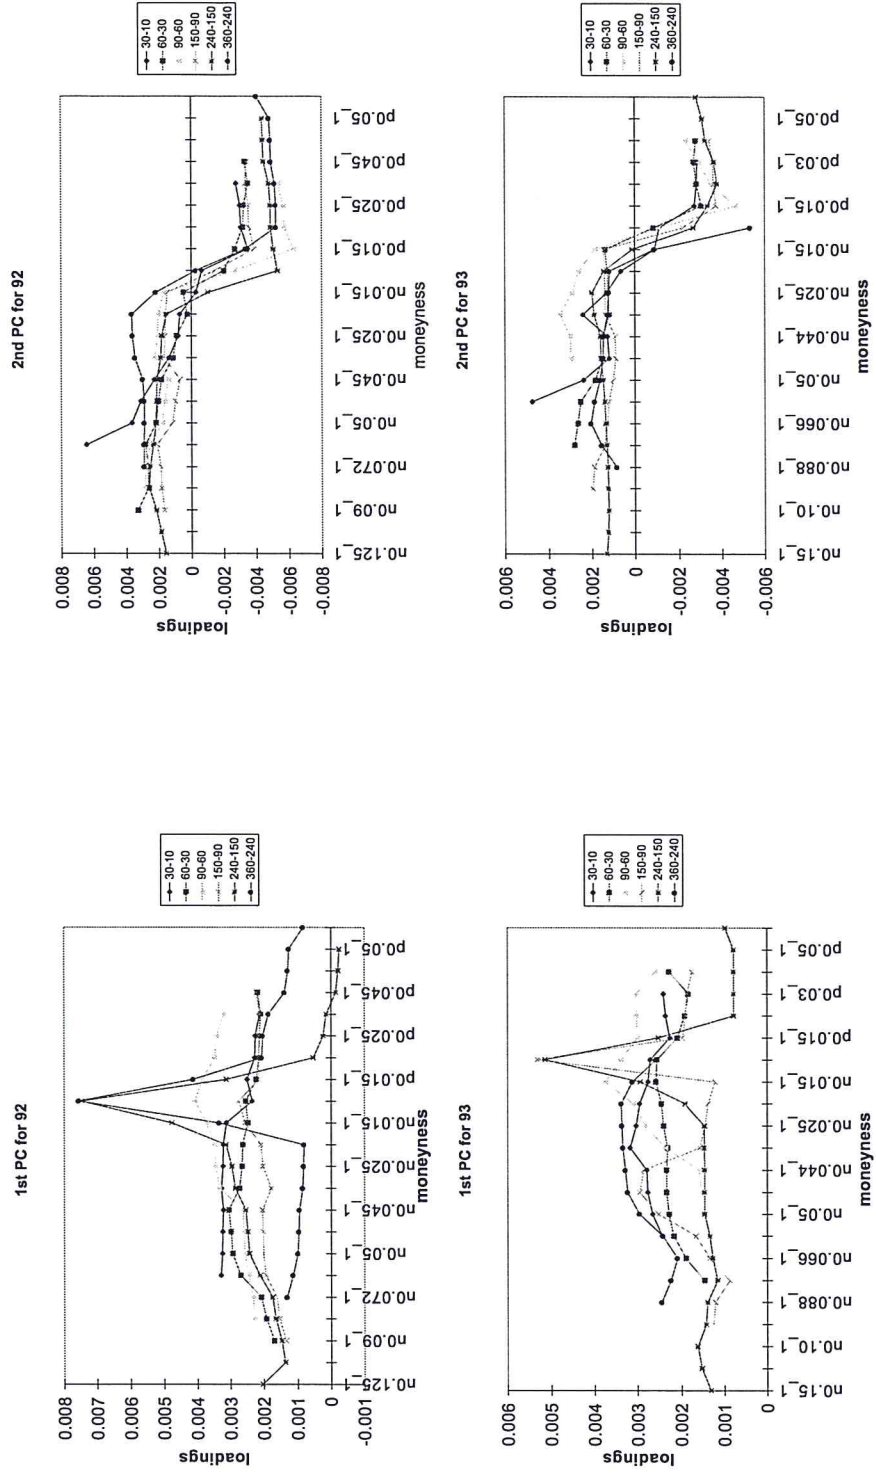 1st PC for 92
loadings
0.008
0.007
0.006
0.005
0.004
0.003
0.002
0.001
0
-0.001
n0.125_1
n0.09_1
n0.072_1
n0.05_1
n0.045_1
n0.025_1
n0.015_1
p0.015_1
p0.025_1
p0.045_1
p0.05_1
moneyness
30-10
60-30
90-60
150-90
240-150
360-240
2nd PC for 92
loadings
0.008
0.006
0.004
0.002
0
-0.002
-0.004
-0.006
-0.008
n0.125_1
n0.09_1
n0.072_1
n0.05_1
n0.045_1
n0.025_1
n0.015_1
p0.015_1
p0.025_1
p0.045_1
p0.05_1
moneyness
30-10
60-30
90-60
150-90
240-150
360-240
1st PC for 93
loadings
0.006
0.005
0.004
0.003
0.002
0.001
0
n0.15_1
n0.10_1
n0.088_1
n0.066_1
n0.05_1
n0.044_1
n0.025_1
n0.015_1
p0.015_1
p0.03_1
p0.05_1
moneyness
30-10
60-30
90-60
150-90
240-150
360-240
2nd PC for 93
loadings
0.006
0.004
0.002
0
-0.002
-0.004
-0.006
n0.15_1
n0.10_1
n0.088_1
n0.066_1
n0.05_1
n0.044_1
n0.025_1
n0.015_1
p0.015_1
p0.03_1
p0.05_1
moneyness
30-10
60-30
90-60
150-90
240-150
360-240